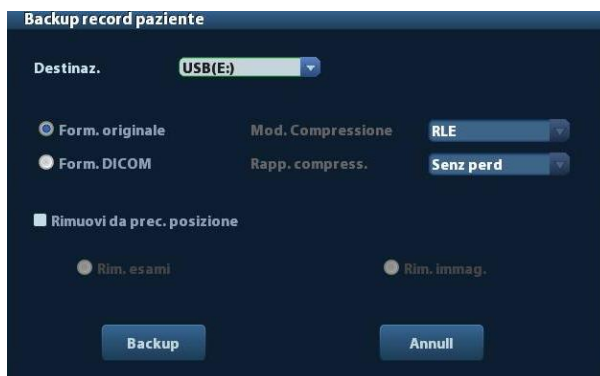 Backup record paziente
Destinaz. USB(E:)
Form. originale Mod. Compressione RLE
Form. DICOM Rapp. compress. Senz perd
Rimuovi da prec. posizione
Rim. esami Rim. immag.
Backup Annull